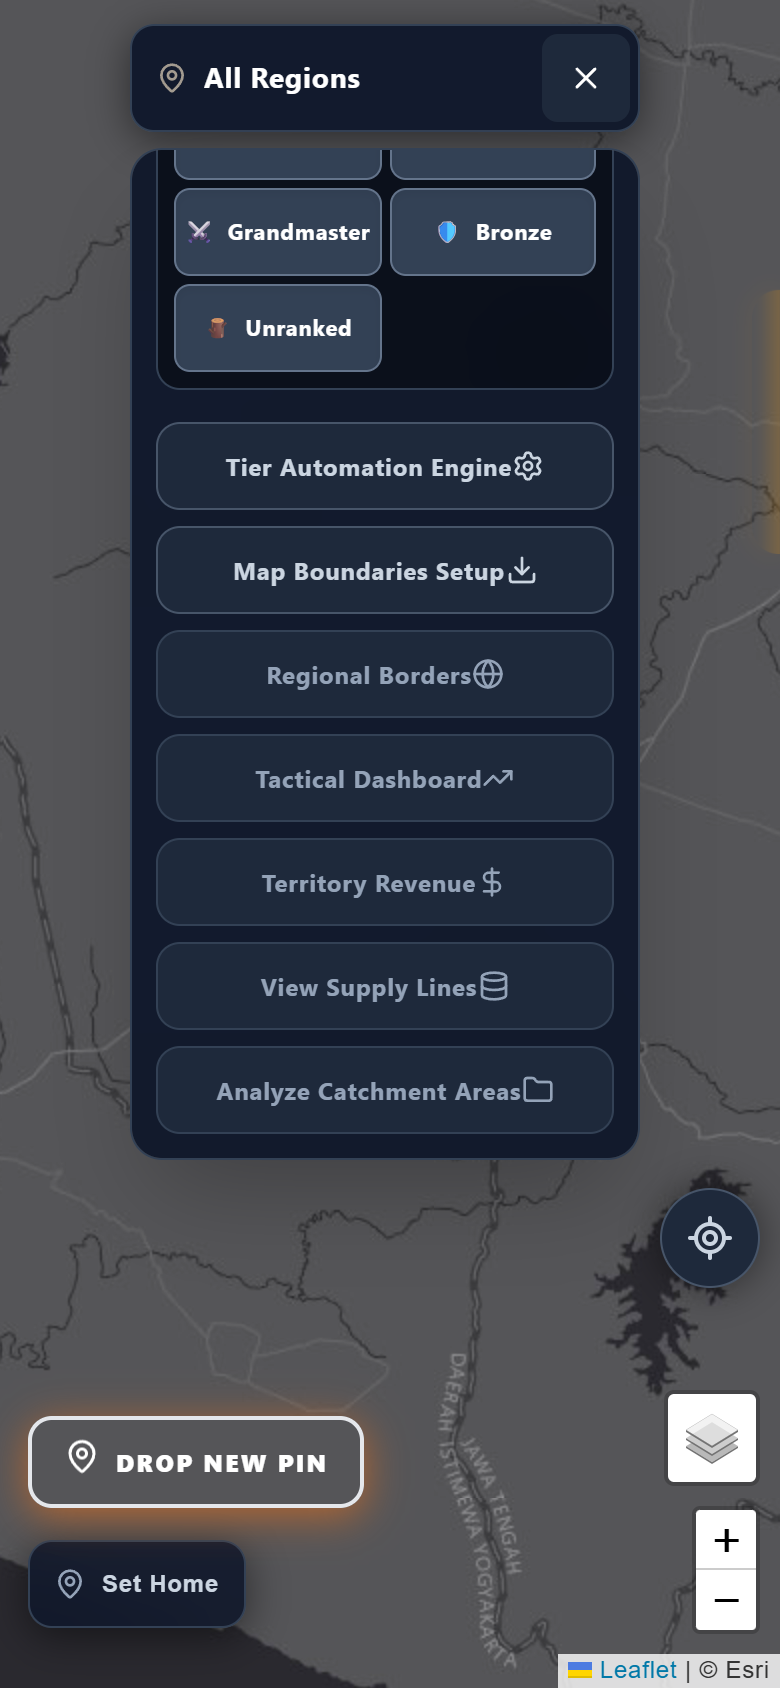 All Regions
Grandmaster
Bronze
Unranked
Tier Automation Engine
Map Boundaries Setup
Regional Borders
Tactical Dashboard
Territory Revenue
View Supply Lines
Analyze Catchment Areas
DAERAH ISTIMEWA YOGYAKARTA
JAWA TENGAH
DROP NEW PIN
Set Home
+
−
Leaflet | © Esri